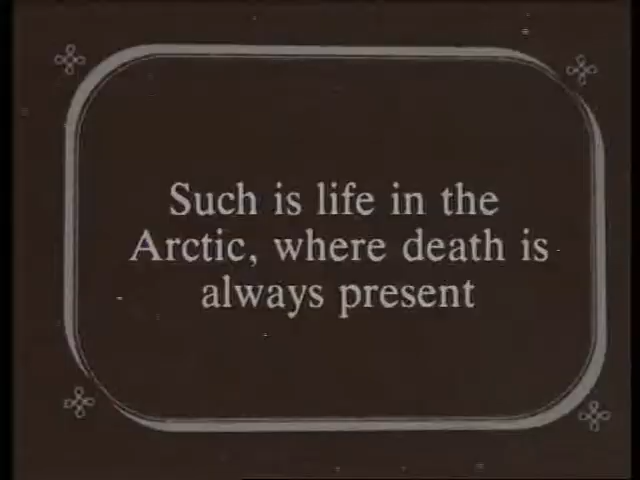 Such is life in the
Arctic, where death is
always present